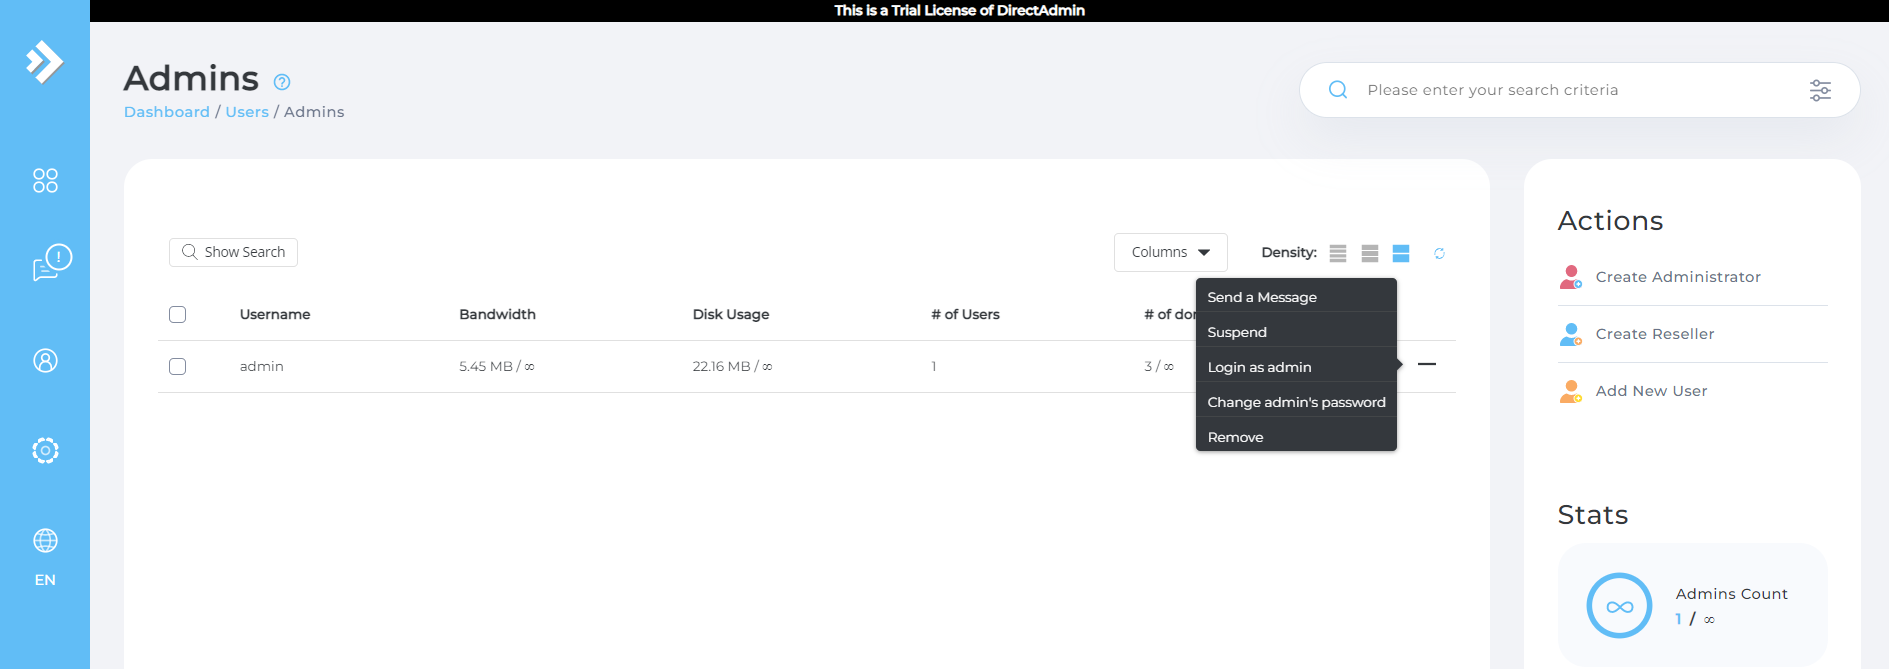 This is a Trial License of DirectAdmin
Admins
Dashboard / Users / Admins
Please enter your search criteria
Show Search
Columns
Density:
Username Bandwidth Disk Usage # of Users # of dor
admin 5.45 MB / ∞ 22.16 MB / ∞ 1 3 / ∞
Send a Message
Suspend
Login as admin
Change admin's password
Remove
Actions
Create Administrator
Create Reseller
Add New User
Stats
Admins Count
1 / ∞
EN